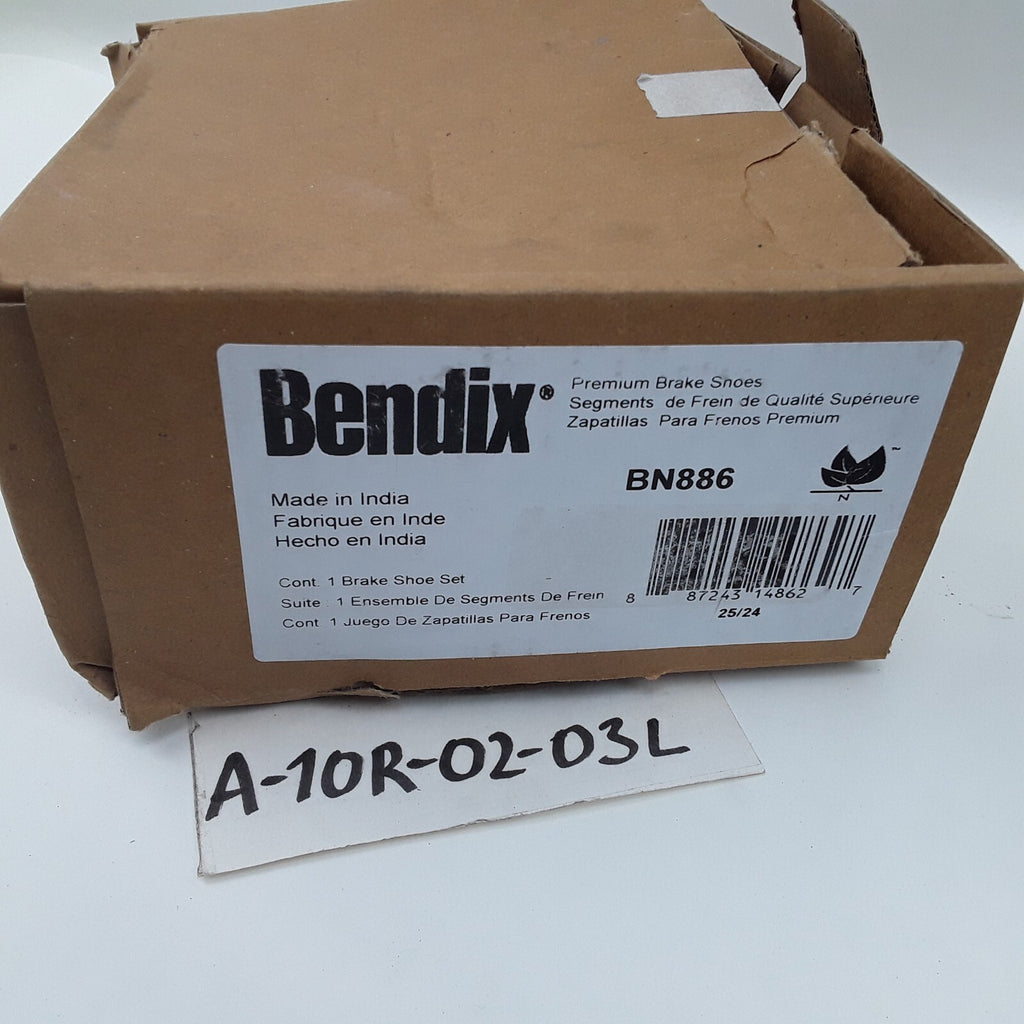 Bendix®
Premium Brake Shoes
Segments de Frein de Qualité Supérieure
Zapatillas Para Frenos Premium
BN886
N
Made in India
Fabrique en Inde
Hecho en India
Cont. 1 Brake Shoe Set
Suite . 1 Ensemble De Segments De Frein
Cont 1 Juego De Zapatillas Para Frenos
8 87243 14862 7
25/24
A-10R-02-03L